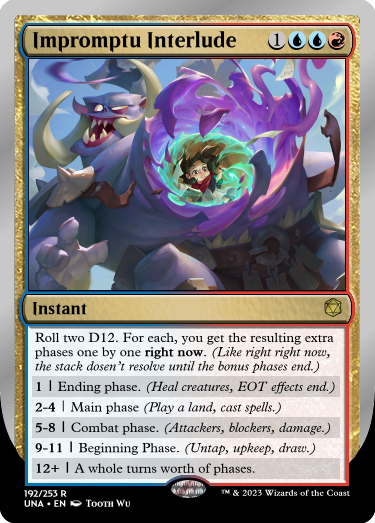 Impromptu Interlude 1
Instant
Roll two D12. For each, you get the resulting extra
phases one by one right now. (Like right right now,
the stack dosen't resolve until the bonus phases end.)
1 | Ending phase. (Heal creatures, EOT effects end.)
2-4 | Main phase (Play a land, cast spells.)
5-8 | Combat phase. (Attackers, blockers, damage.)
9-11 | Beginning Phase. (Untap, upkeep, draw.)
12+ | A whole turns worth of phases.
192/253 R ™ & 2023 Wizards of the Coast
UNA • EN Tooth Wu